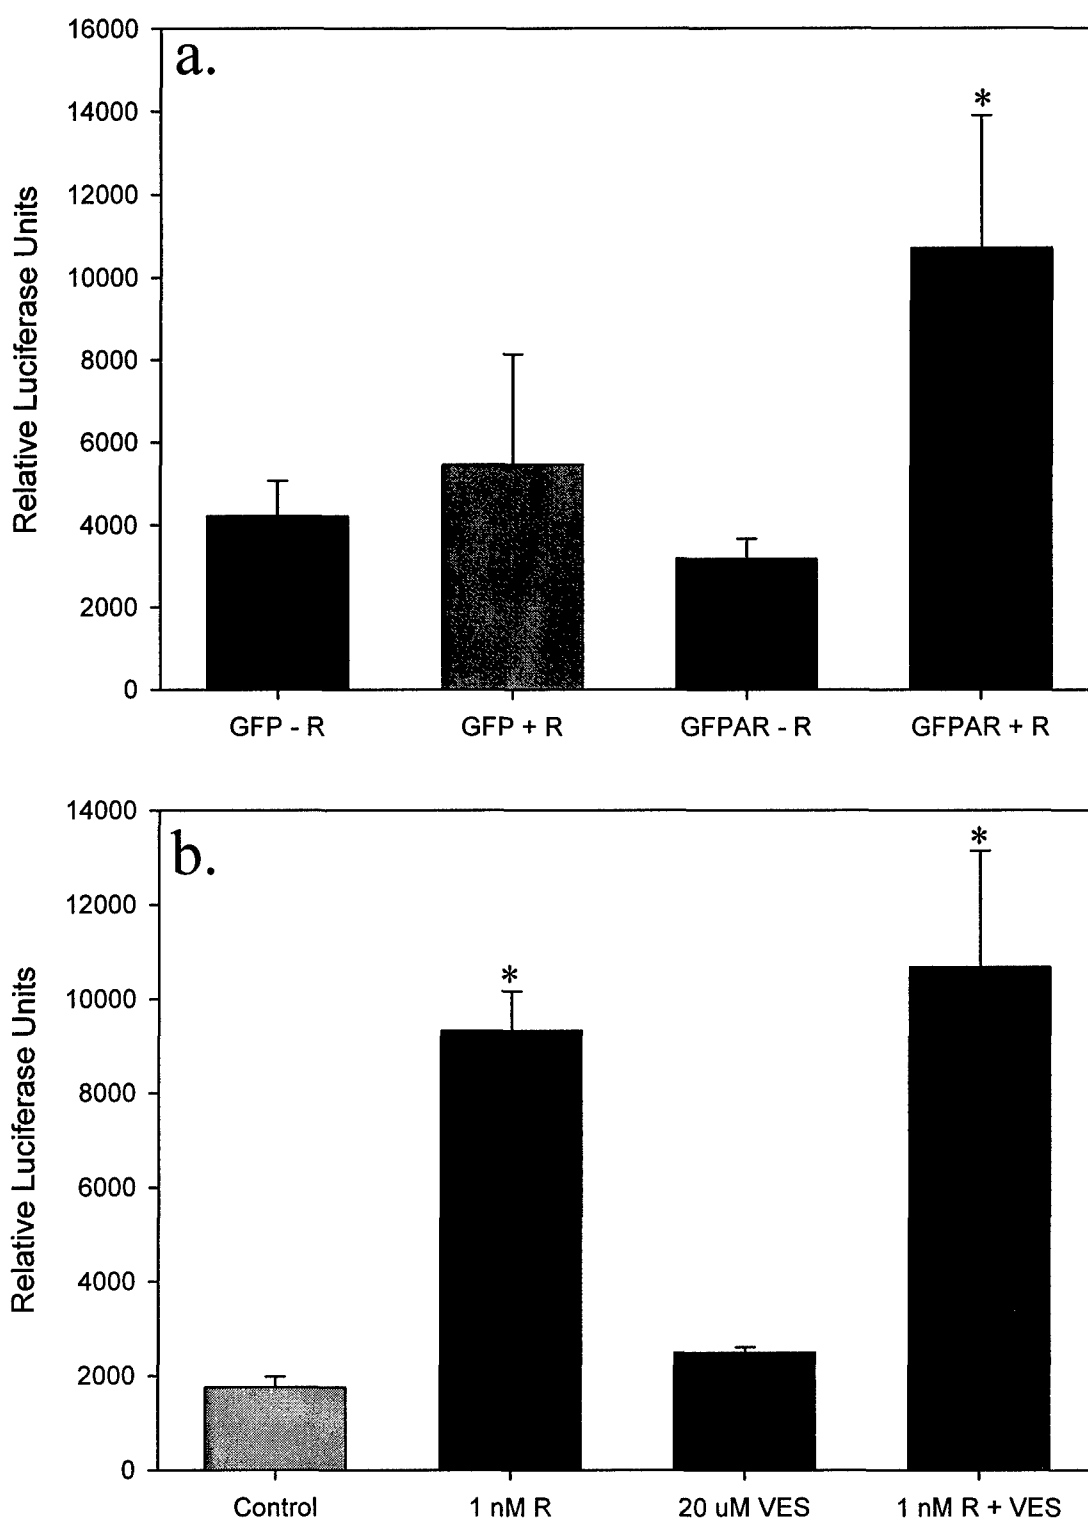 a.
16000
14000
12000
10000
8000
6000
4000
2000
0
Relative Luciferase Units
*
GFP - R
GFP + R
GFPAR - R
GFPAR + R
b.
14000
12000
10000
8000
6000
4000
2000
0
Relative Luciferase Units
*
*
Control
1 nM R
20 uM VES
1 nM R + VES